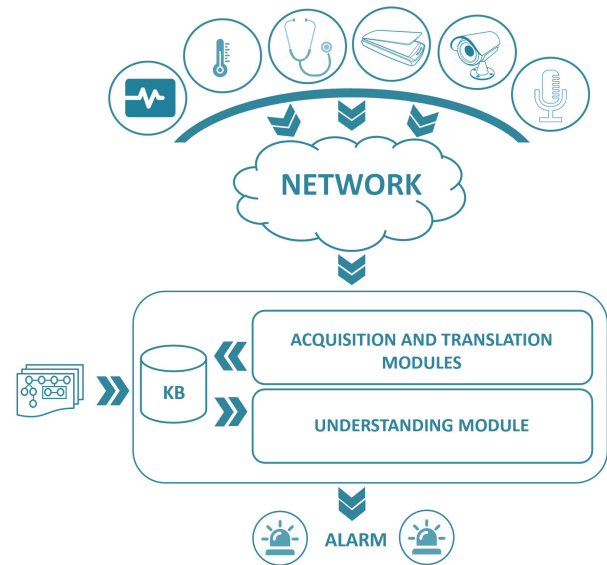 NETWORK
ACQUISITION AND TRANSLATION
MODULES
KB
UNDERSTANDING MODULE
ALARM